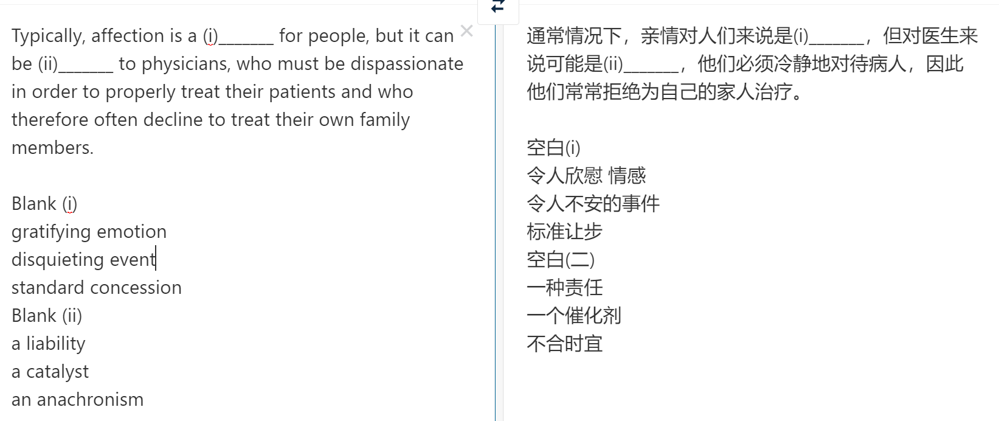 Typically, affection is a (i)_______ for people, but it can
be (ii)_______ to physicians, who must be dispassionate
in order to properly treat their patients and who
therefore often decline to treat their own family
members.
Blank (i)
gratifying emotion
disquieting event
standard concession
Blank (ii)
a liability
a catalyst
an anachronism
通常情况下，亲情对人们来说是(i)_______，但对医生来
说可能是(ii)_______，他们必须冷静地对待病人，因此
他们常常拒绝为自己的家人治疗。
空白(i)
令人欣慰 情感
令人不安的事件
标准让步
空白(二)
一种责任
一个催化剂
不合时宜